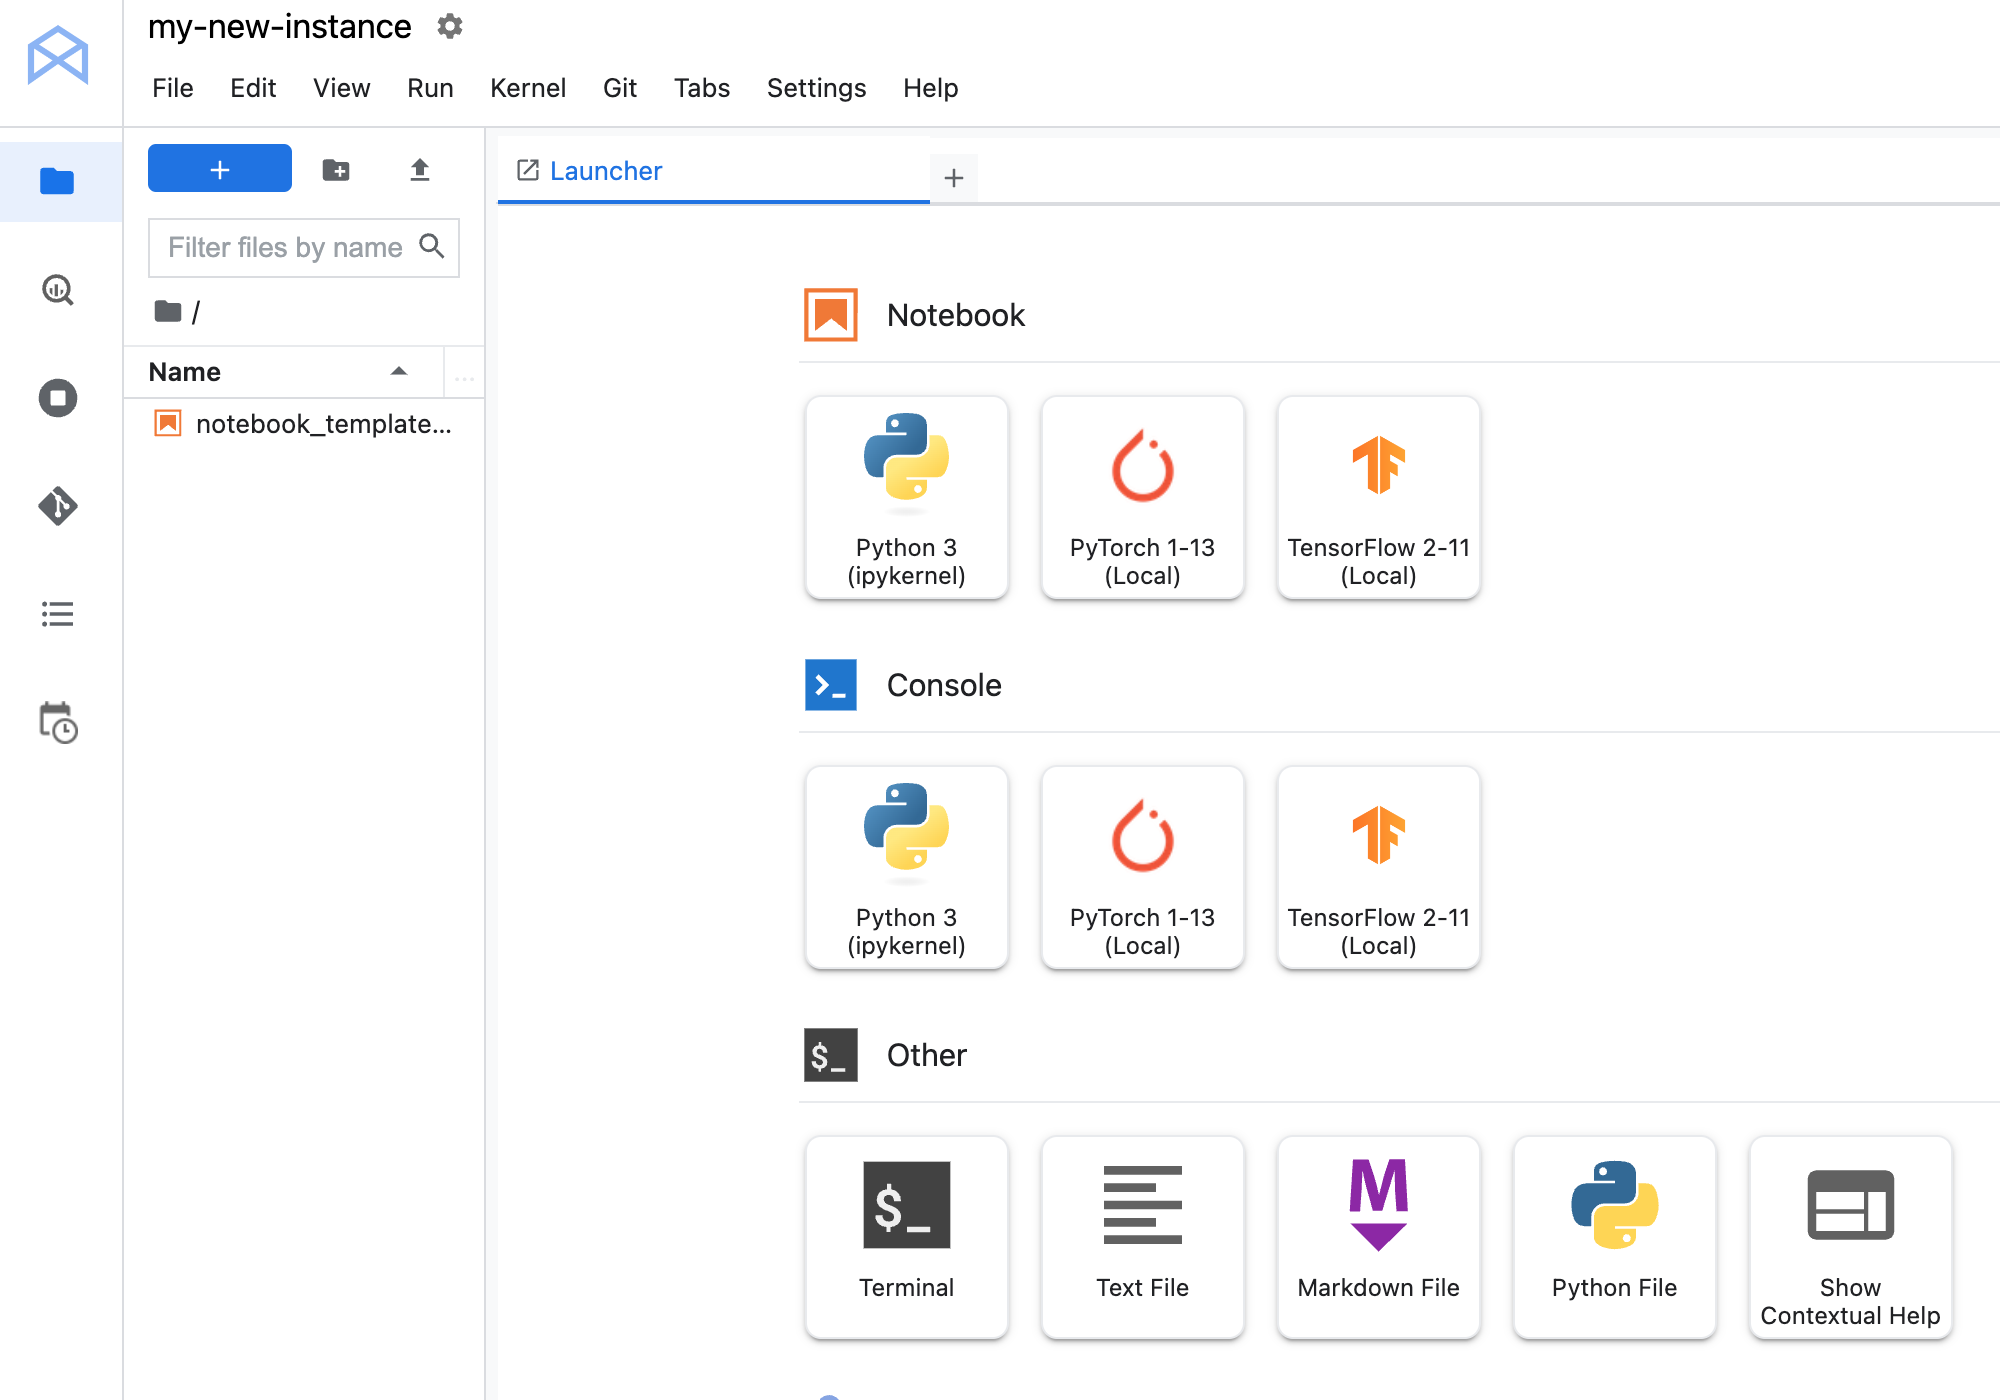 my-new-instance
File Edit View Run Kernel Git Tabs Settings Help
+
Launcher
+
Filter files by name
/
Name
...
notebook_template...
Notebook
Python 3
(ipykernel)
PyTorch 1-13
(Local)
TensorFlow 2-11
(Local)
Console
Python 3
(ipykernel)
PyTorch 1-13
(Local)
TensorFlow 2-11
(Local)
$_
Other
$_
Terminal
Text File
M
Markdown File
Python File
Show
Contextual Help